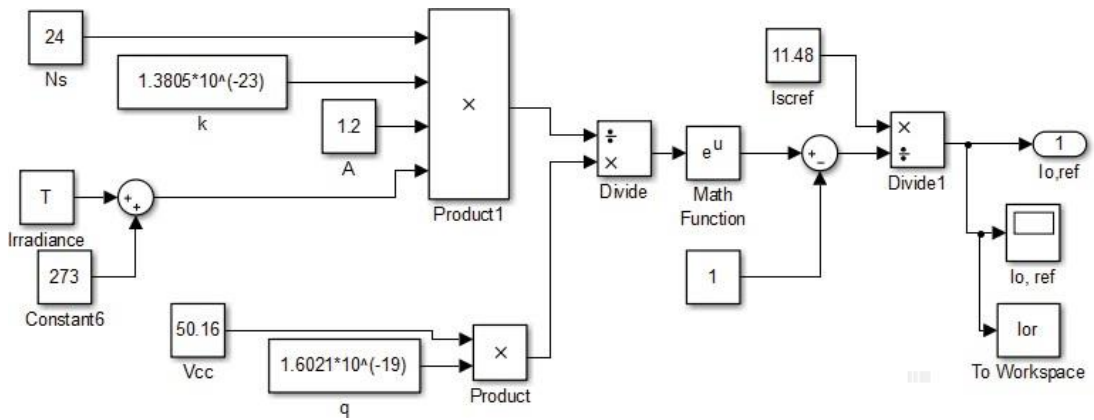 24
Ns
1.3805*10^(-23)
k
1.2
A
T
Irradiance
273
Constant6
×
Product1
50.16
Vcc
1.6021*10^(-19)
q
×
Product
÷
×
Divide
e^u
Math
Function
1
+
−
11.48
Iscref
×
÷
Divide1
1
Io,ref
Io, ref
Ior
To Workspace
+
+